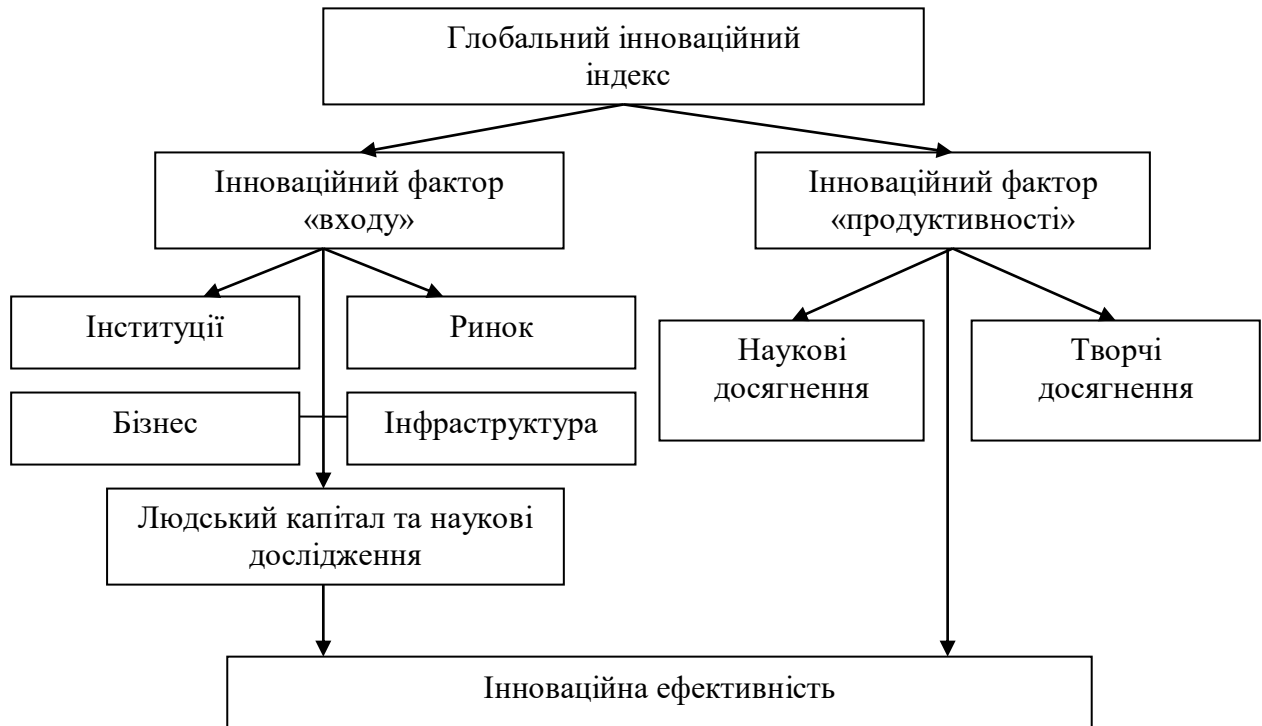 Глобальний інноваційний
індекс
Інноваційний фактор
«входу»
Інноваційний фактор
«продуктивності»
Інституції
Ринок
Наукові
досягнення
Творчі
досягнення
Бізнес
Інфраструктура
Людський капітал та наукові
дослідження
Інноваційна ефективність